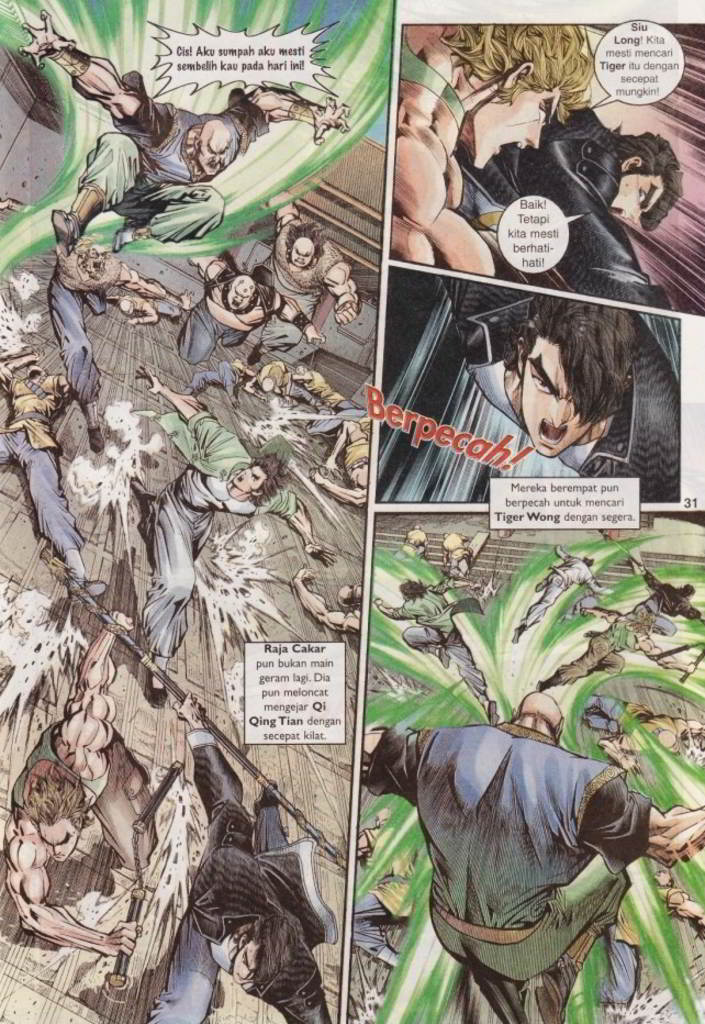 Cis! Aku sumpah aku mesti
sembelih kau pada hari ini!
Siu
Long! Kita
mesti mencari
Tiger itu dengan
secepat
mungkin!
Baik!
Tetapi
kita mesti
berhati-
hati!
Berpecah!
Mereka berempat pun
berpecah untuk mencari
Tiger Wong dengan segera.
31
Raja Cakar
pun bukan main
geram lagi. Dia
pun meloncat
mengejar Qi
Qing Tian dengan
secepat kilat.